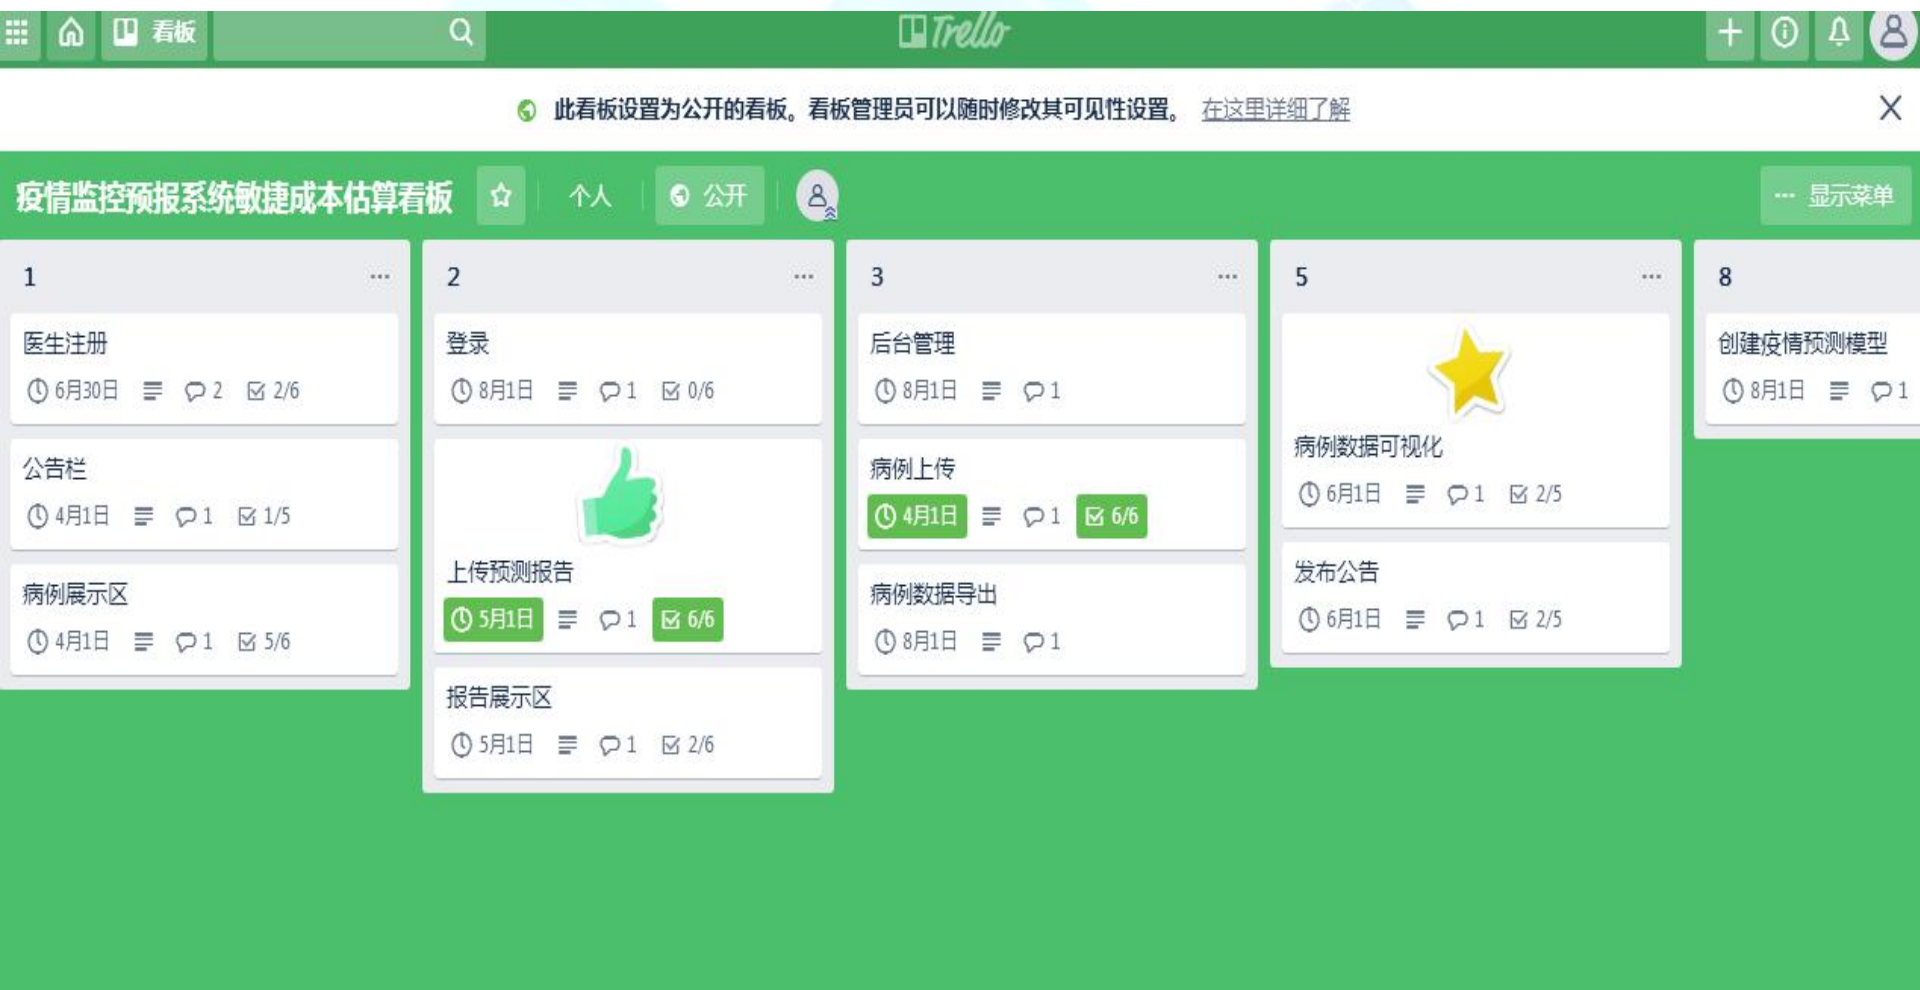 看板
Trello
此看板设置为公开的看板。看板管理员可以随时修改其可见性设置。 在这里详细了解
疫情监控预报系统敏捷成本估算看板 个人 公开 ... 显示菜单
1 ...
医生注册
6月30日 2 2/6
公告栏
4月1日 1 1/5
病例展示区
4月1日 1 5/6
2 ...
登录
8月1日 1 0/6
上传预测报告
5月1日 1 6/6
报告展示区
5月1日 1 2/6
3 ...
后台管理
8月1日 1
病例上传
4月1日 1 6/6
病例数据导出
8月1日 1
5 ...
病例数据可视化
6月1日 1 2/5
发布公告
6月1日 1 2/5
8
创建疫情预测模型
8月1日 1